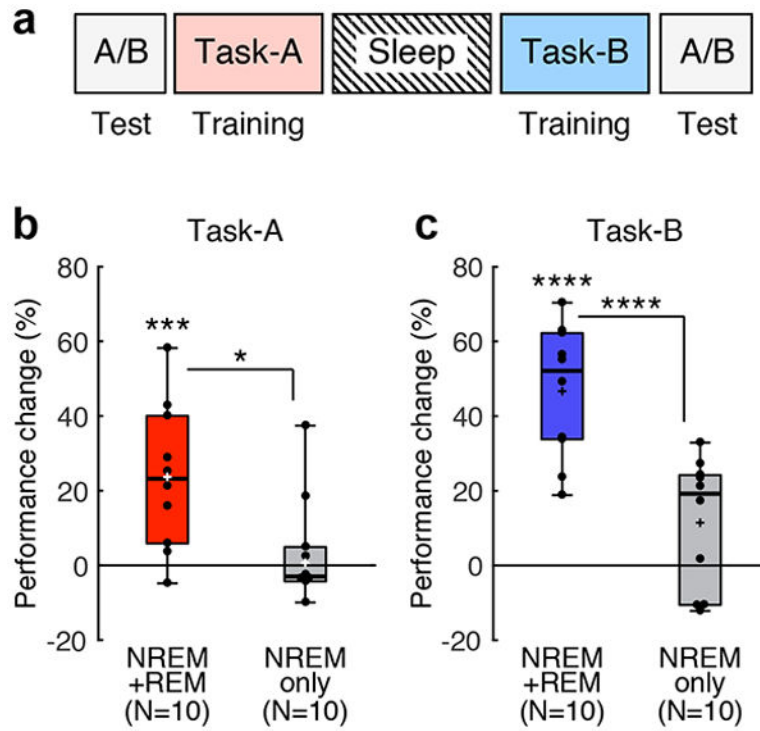 a
A/B Task-A Sleep Task-B A/B
Test Training Training Test
b Task-A
Performance change (%)
80
60
40
20
0
-20
***
*
NREM
+REM
(N=10)
NREM
only
(N=10)
c Task-B
Performance change (%)
80
60
40
20
0
-20
****
****
NREM
+REM
(N=10)
NREM
only
(N=10)